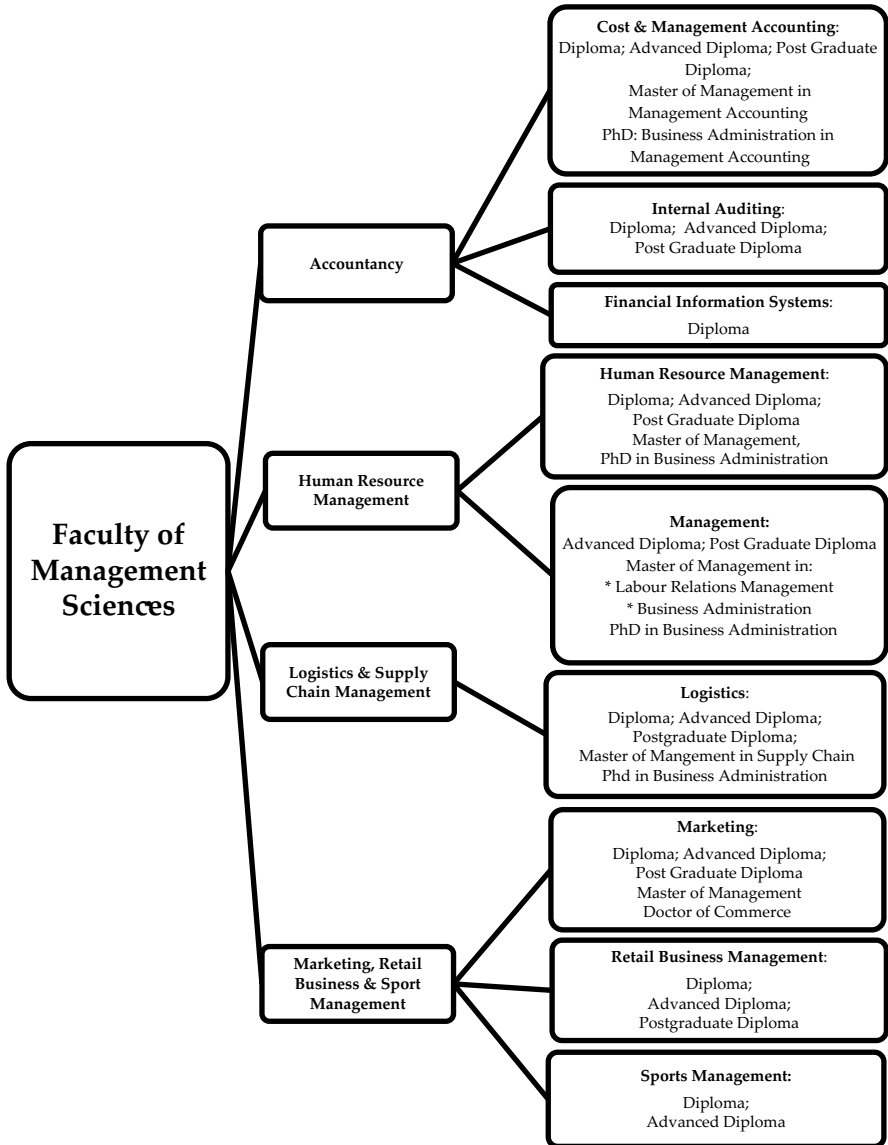 Faculty of
Management
Sciences
Accountancy
Cost & Management Accounting:
Diploma; Advanced Diploma; Post Graduate
Diploma;
Master of Management in
Management Accounting
PhD: Business Administration in
Management Accounting
Internal Auditing:
Diploma; Advanced Diploma;
Post Graduate Diploma
Financial Information Systems:
Diploma
Human Resource
Management
Human Resource Management:
Diploma; Advanced Diploma;
Post Graduate Diploma
Master of Management,
PhD in Business Administration
Management:
Advanced Diploma; Post Graduate Diploma
Master of Management in:
* Labour Relations Management
* Business Administration
PhD in Business Administration
Logistics & Supply
Chain Management
Logistics:
Diploma; Advanced Diploma;
Postgraduate Diploma;
Master of Mangement in Supply Chain
Phd in Business Administration
Marketing, Retail
Business & Sport
Management
Marketing:
Diploma; Advanced Diploma;
Post Graduate Diploma
Master of Management
Doctor of Commerce
Retail Business Management:
Diploma;
Advanced Diploma;
Postgraduate Diploma
Sports Management:
Diploma;
Advanced Diploma